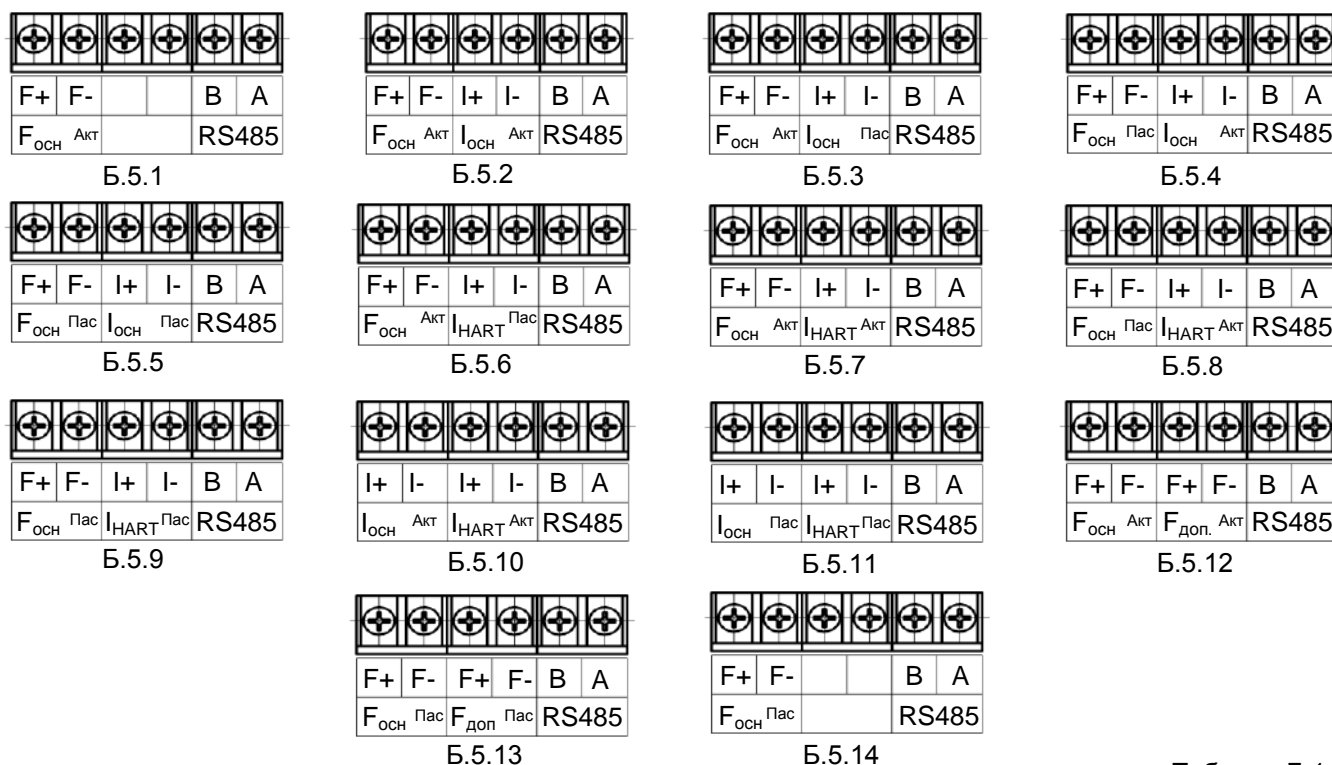 F+ F- B A
Fосн Акт RS485
Б.5.1
F+ F- I+ I- B A
Fосн Акт Iосн Акт RS485
Б.5.2
F+ F- I+ I- B A
Fосн Акт Iосн Пас RS485
Б.5.3
F+ F- I+ I- B A
Fосн Пас Iосн Акт RS485
Б.5.4
F+ F- I+ I- B A
Fосн Пас Iосн Пас RS485
Б.5.5
F+ F- I+ I- B A
Fосн Акт IHART Пас RS485
Б.5.6
F+ F- I+ I- B A
Fосн Акт IHART Акт RS485
Б.5.7
F+ F- I+ I- B A
Fосн Пас IHART Акт RS485
Б.5.8
F+ F- I+ I- B A
Fосн Пас IHART Пас RS485
Б.5.9
I+ I- I+ I- B A
Iосн Акт IHART Акт RS485
Б.5.10
I+ I- I+ I- B A
Iосн Пас IHART Пас RS485
Б.5.11
F+ F- F+ F- B A
Fосн Акт Fдоп. Акт RS485
Б.5.12
F+ F- F+ F- B A
Fосн Пас Fдоп Пас RS485
Б.5.13
F+ F- B A
Fосн Пас RS485
Б.5.14